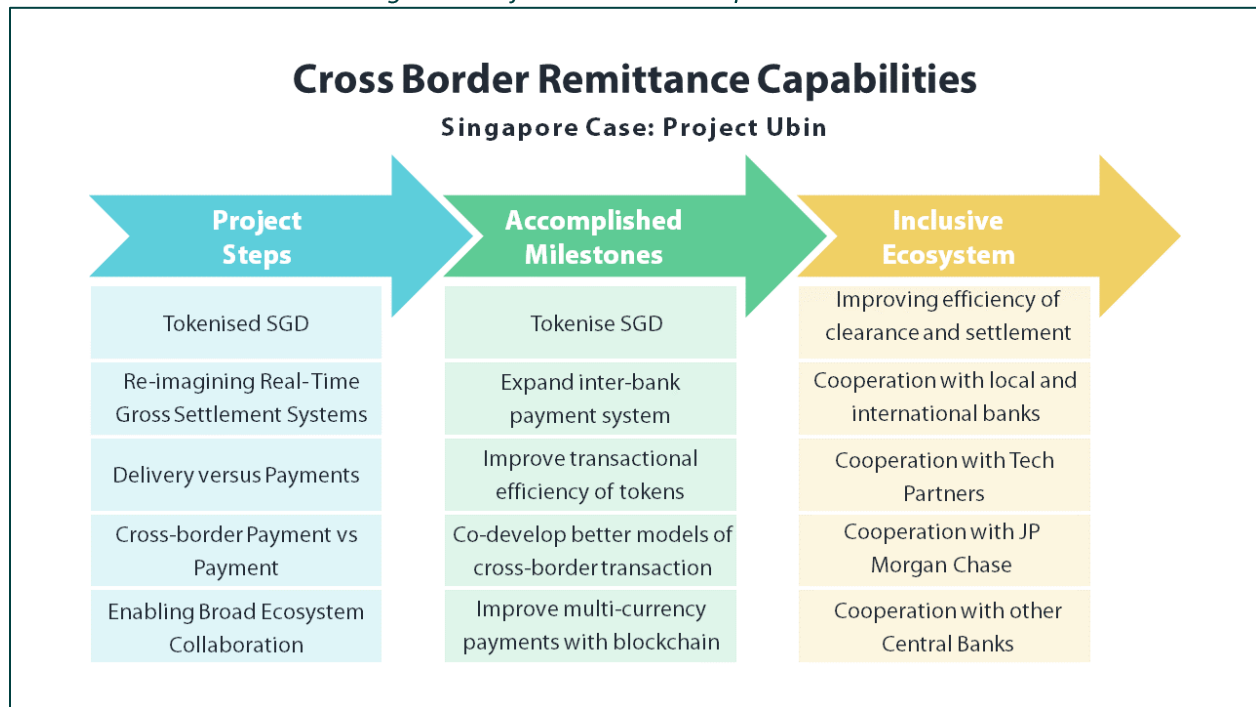 Cross Border Remittance Capabilities
Singapore Case: Project Ubin
Project
Steps
Tokenised SGD
Re-imagining Real-Time
Gross Settlement Systems
Delivery versus Payments
Cross-border Payment vs
Payment
Enabling Broad Ecosystem
Collaboration
Accomplished
Milestones
Tokenise SGD
Expand inter-bank
payment system
Improve transactional
efficiency of tokens
Co-develop better models of
cross-border transaction
Improve multi-currency
payments with blockchain
Inclusive
Ecosystem
Improving efficiency of
clearance and settlement
Cooperation with local and
international banks
Cooperation with Tech
Partners
Cooperation with JP
Morgan Chase
Cooperation with other
Central Banks